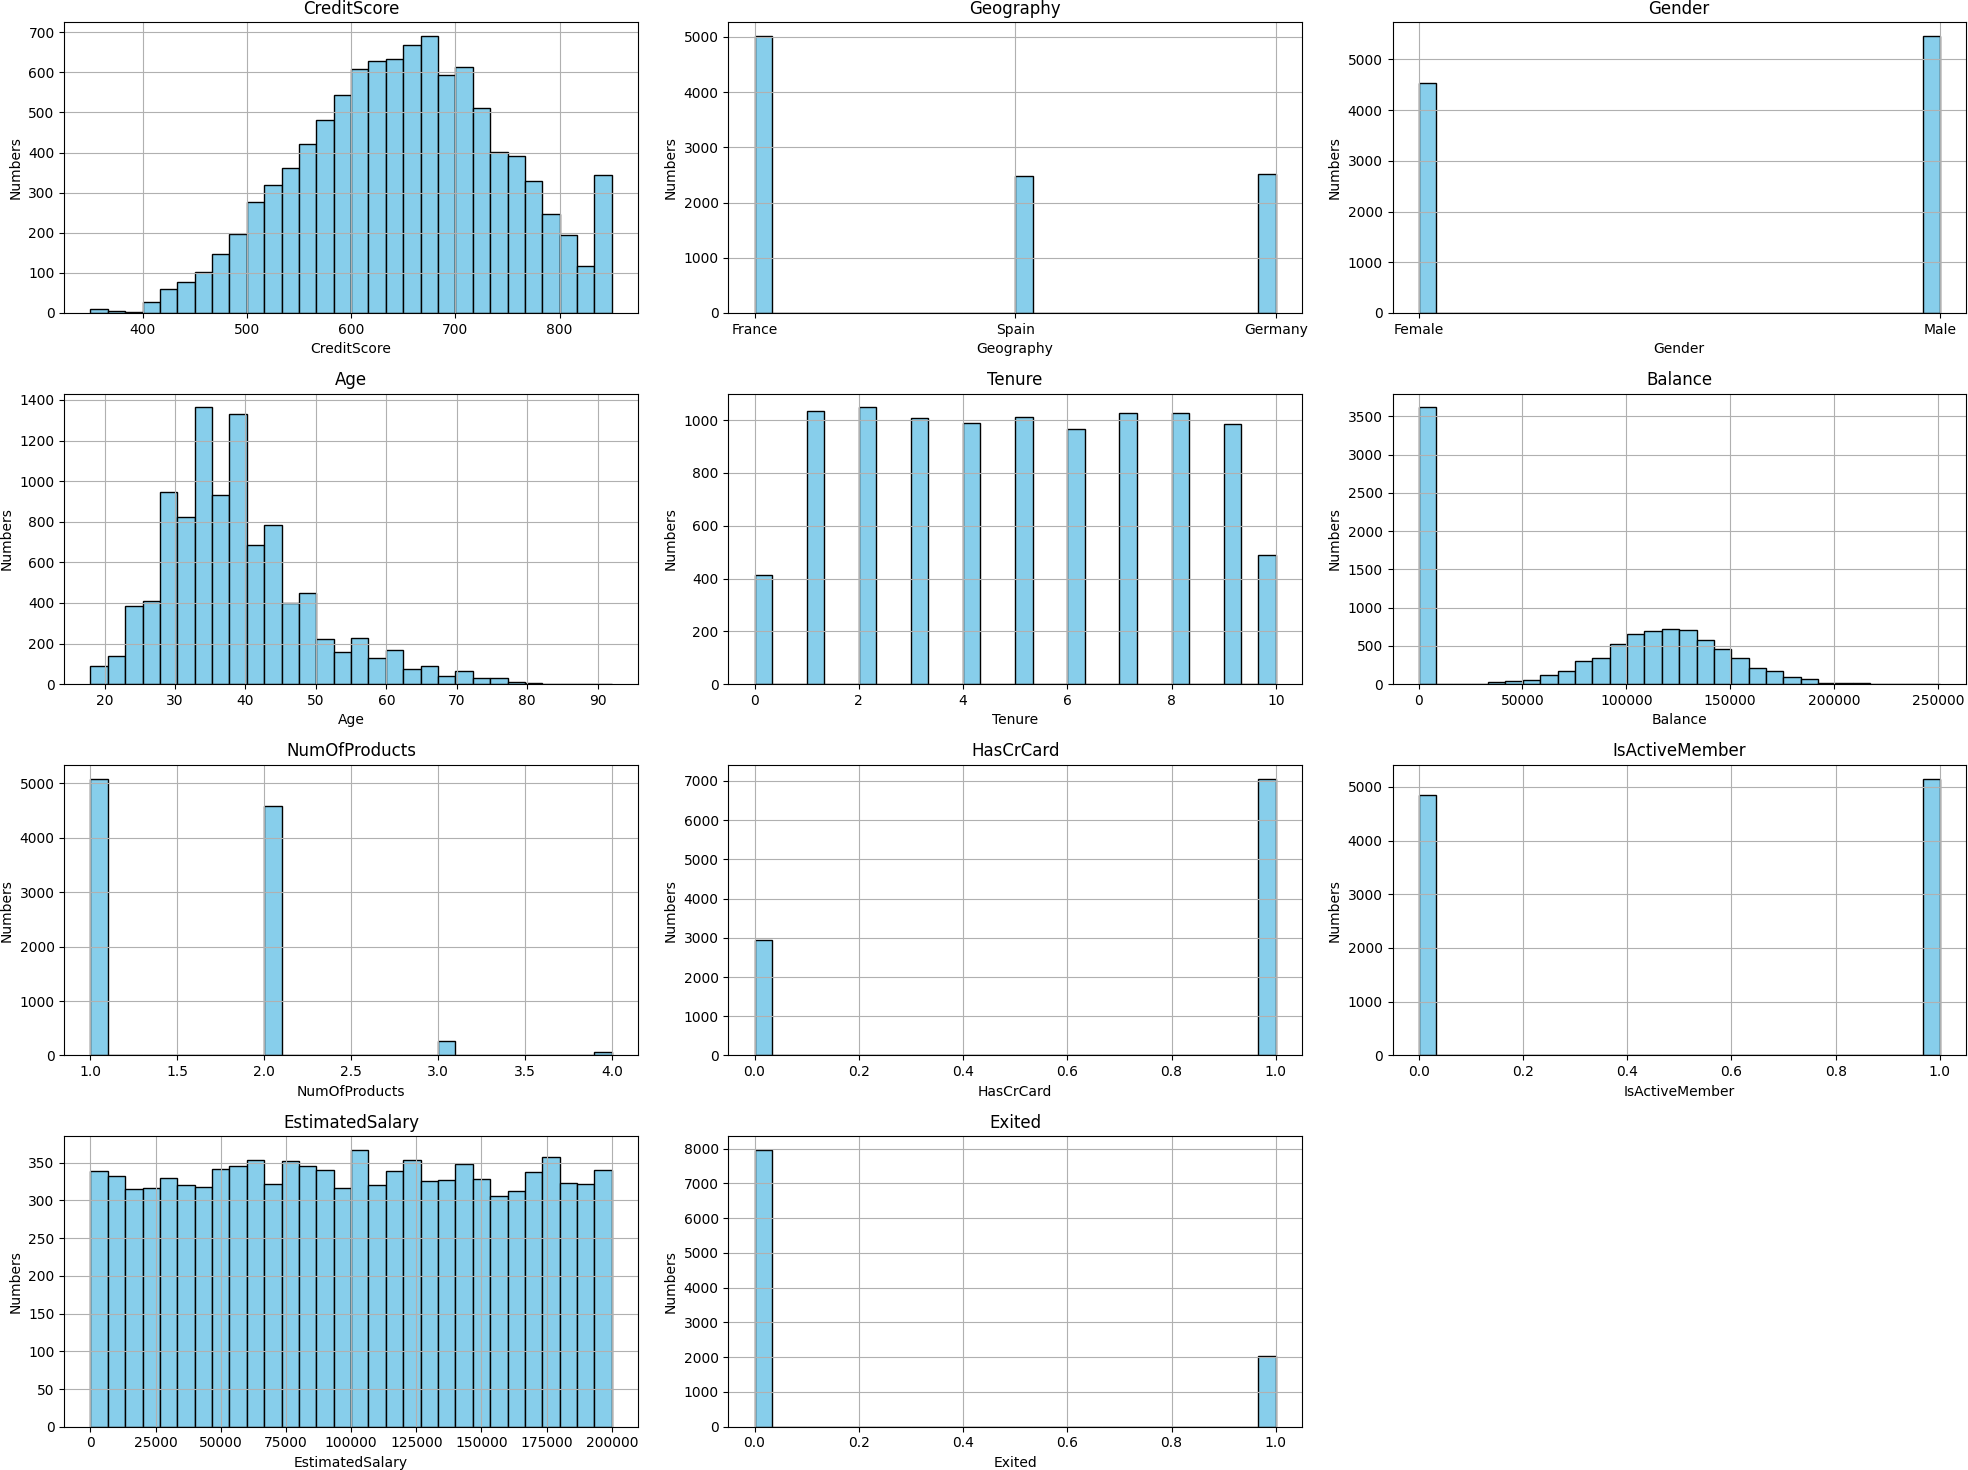 CreditScore
Numbers
700
600
500
400
300
200
100
0
400 500 600 700 800
CreditScore
Geography
Numbers
5000
4000
3000
2000
1000
0
France Spain Germany
Geography
Gender
Numbers
5000
4000
3000
2000
1000
0
Female Male
Gender
Age
Numbers
1400
1200
1000
800
600
400
200
0
20 30 40 50 60 70 80 90
Age
Tenure
Numbers
1000
800
600
400
200
0
0 2 4 6 8 10
Tenure
Balance
Numbers
3500
3000
2500
2000
1500
1000
500
0
0 50000 100000 150000 200000 250000
Balance
NumOfProducts
Numbers
5000
4000
3000
2000
1000
0
1.0 1.5 2.0 2.5 3.0 3.5 4.0
NumOfProducts
HasCrCard
Numbers
7000
6000
5000
4000
3000
2000
1000
0
0.0 0.2 0.4 0.6 0.8 1.0
HasCrCard
IsActiveMember
Numbers
5000
4000
3000
2000
1000
0
0.0 0.2 0.4 0.6 0.8 1.0
IsActiveMember
EstimatedSalary
Numbers
350
300
250
200
150
100
50
0
0 25000 50000 75000 100000 125000 150000 175000 200000
EstimatedSalary
Exited
Numbers
8000
7000
6000
5000
4000
3000
2000
1000
0
0.0 0.2 0.4 0.6 0.8 1.0
Exited